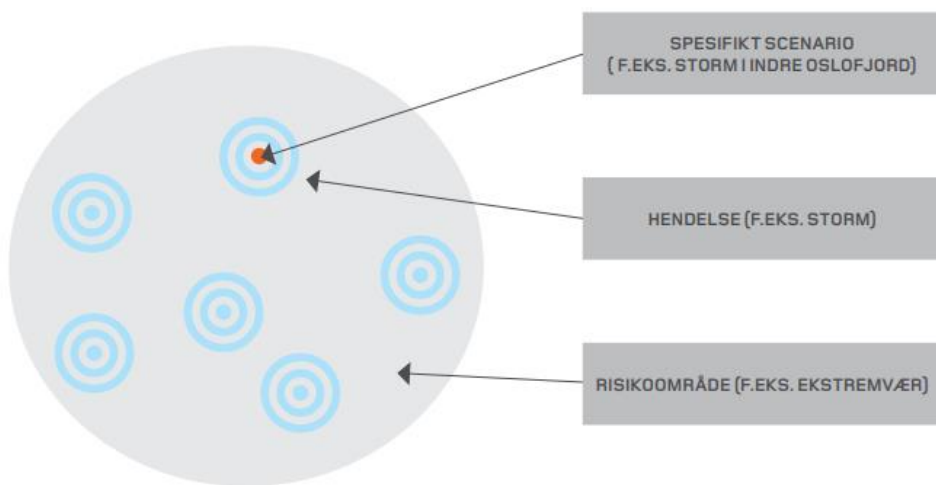 SPESIFIKT SCENARIO
( F.EKS. STORM I INDRE OSLOFJORD)
HENDELSE (F.EKS. STORM)
RISIKOOMRÅDE (F.EKS. EKSTREMVÆR)